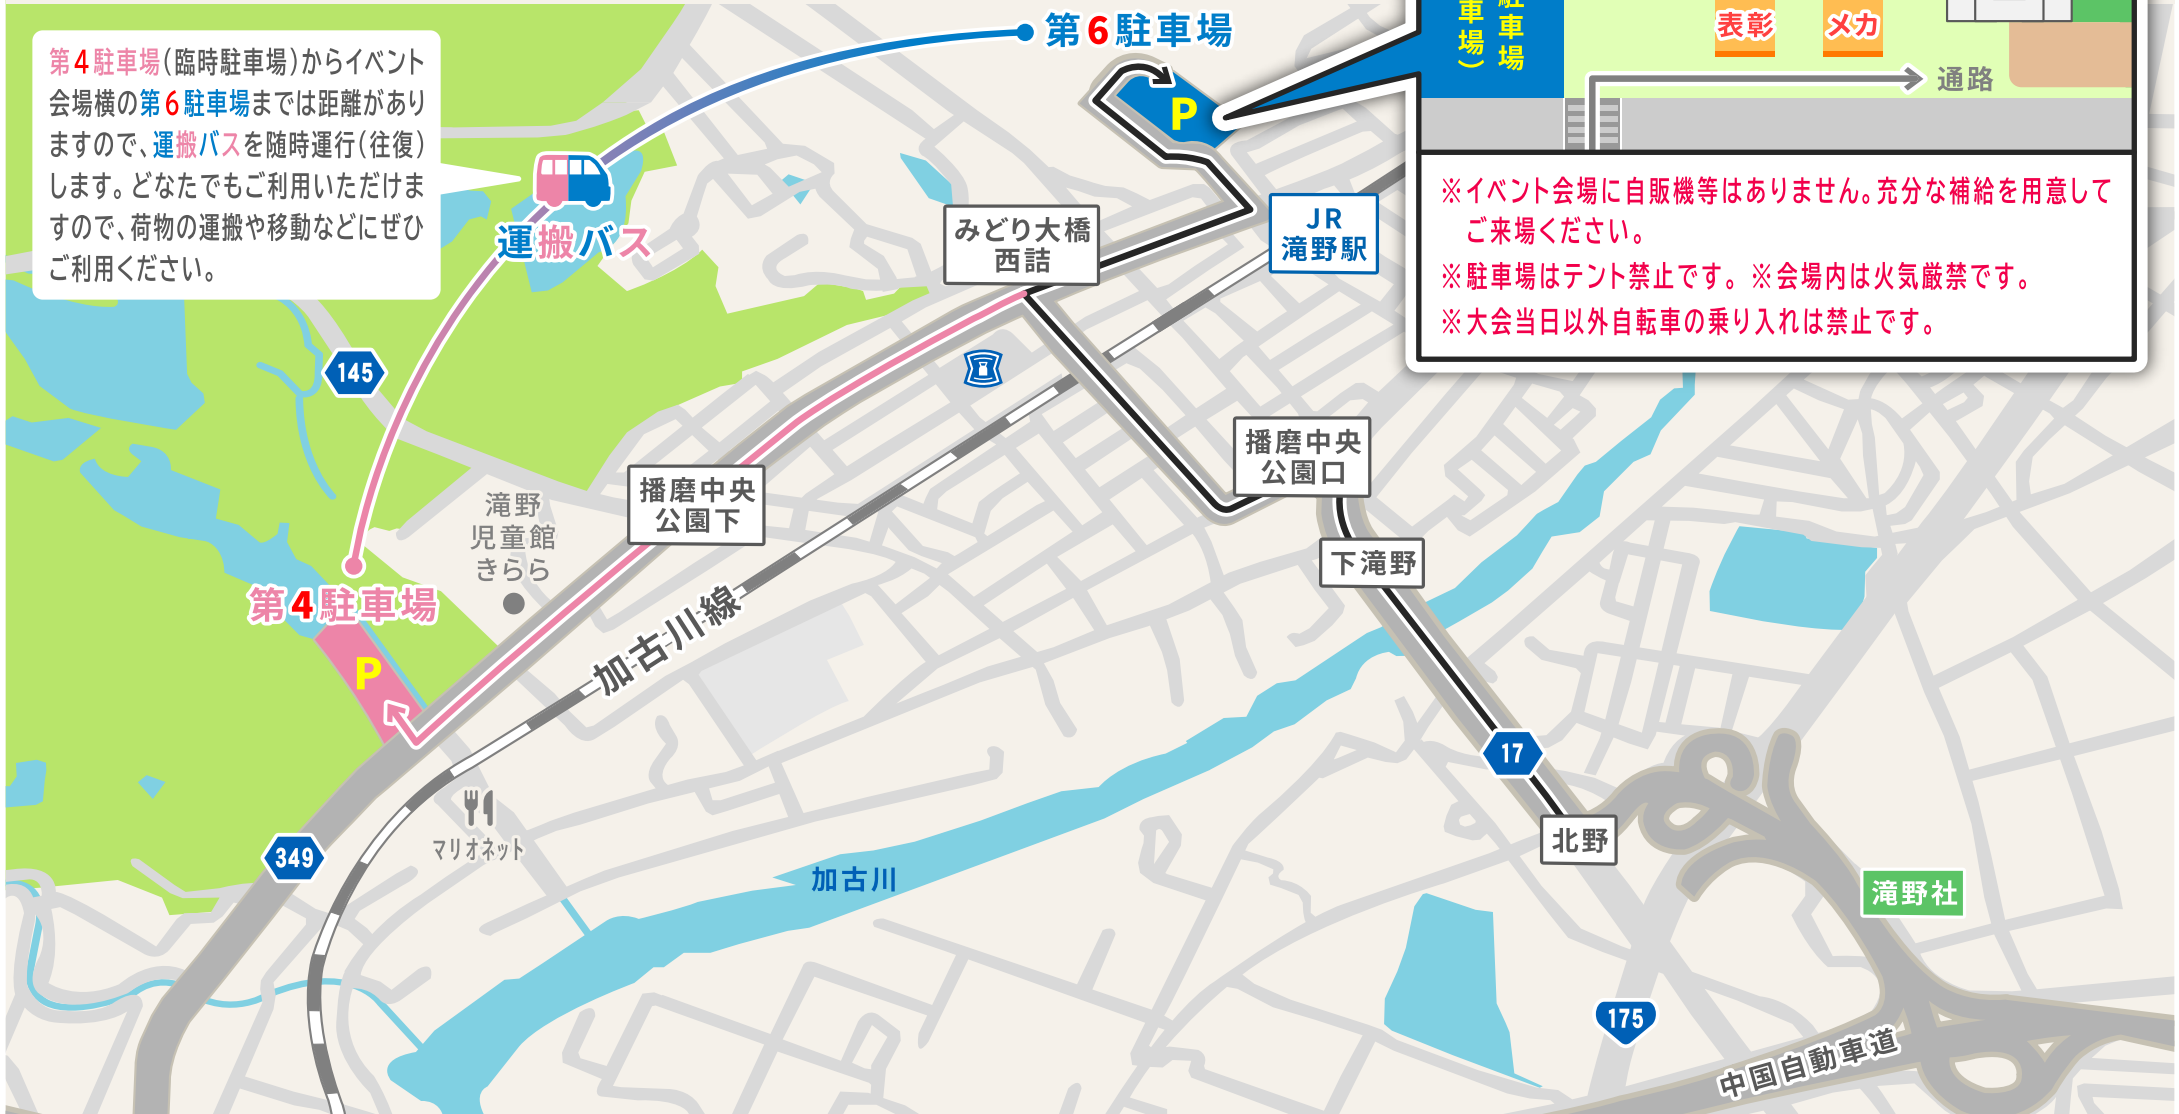 第4駐車場(臨時駐車場)からイベント
会場横の第6駐車場までは距離があり
ますので、運搬バスを随時運行(往復)
します。どなたでもご利用いただけま
すので、荷物の運搬や移動などにぜひ
ご利用ください。
第6駐車場
P
駐車場
車場)
表彰
メカ
通路
※イベント会場に自販機等はありません。充分な補給を用意して
ご来場ください。
※駐車場はテント禁止です。※会場内は火気厳禁です。
※大会当日以外自転車の乗り入れは禁止です。
運搬バス
みどり大橋
西詰
JR
滝野駅
145
播磨中央
公園口
播磨中央
公園下
滝野
児童館
きらら
下滝野
第4駐車場
P
加古川線
17
北野
マリオネット
349
加古川
滝野社
175
中国自動車道